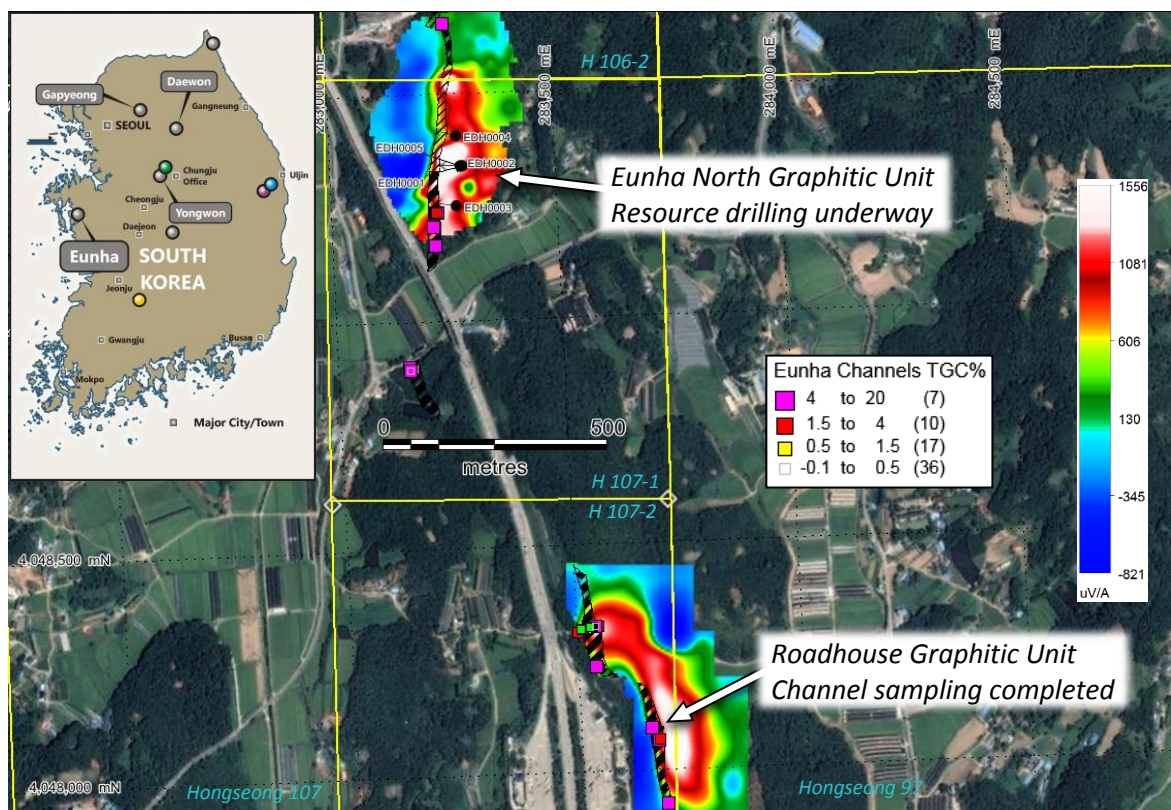 Daewon
Gapyeong
Gangneung
SEOUL
Chungju
Office
Uljin
Cheongju
Yongwon
Daejeon
Eunha
SOUTH
KOREA
Jeonju
Gwangju
Busan
Mokpo
Major City/Town
283,000 mE
283,500 mE
284,000 mE
284,500 mE
H 106-2
EDH0004
EDH0005
EDH0002
EDH0001
EDH0003
Eunha North Graphitic Unit
Resource drilling underway
1556
1081
606
130
-345
-821
uV/A
Eunha Channels TGC%
4 to 20 (7)
1.5 to 4 (10)
0.5 to 1.5 (17)
-0.1 to 0.5 (36)
0 500
metres
H 107-1
H 107-2
4,048,500 mN
Roadhouse Graphitic Unit
Channel sampling completed
4,048,000 mN
Hongseong 107
Hongseong 97